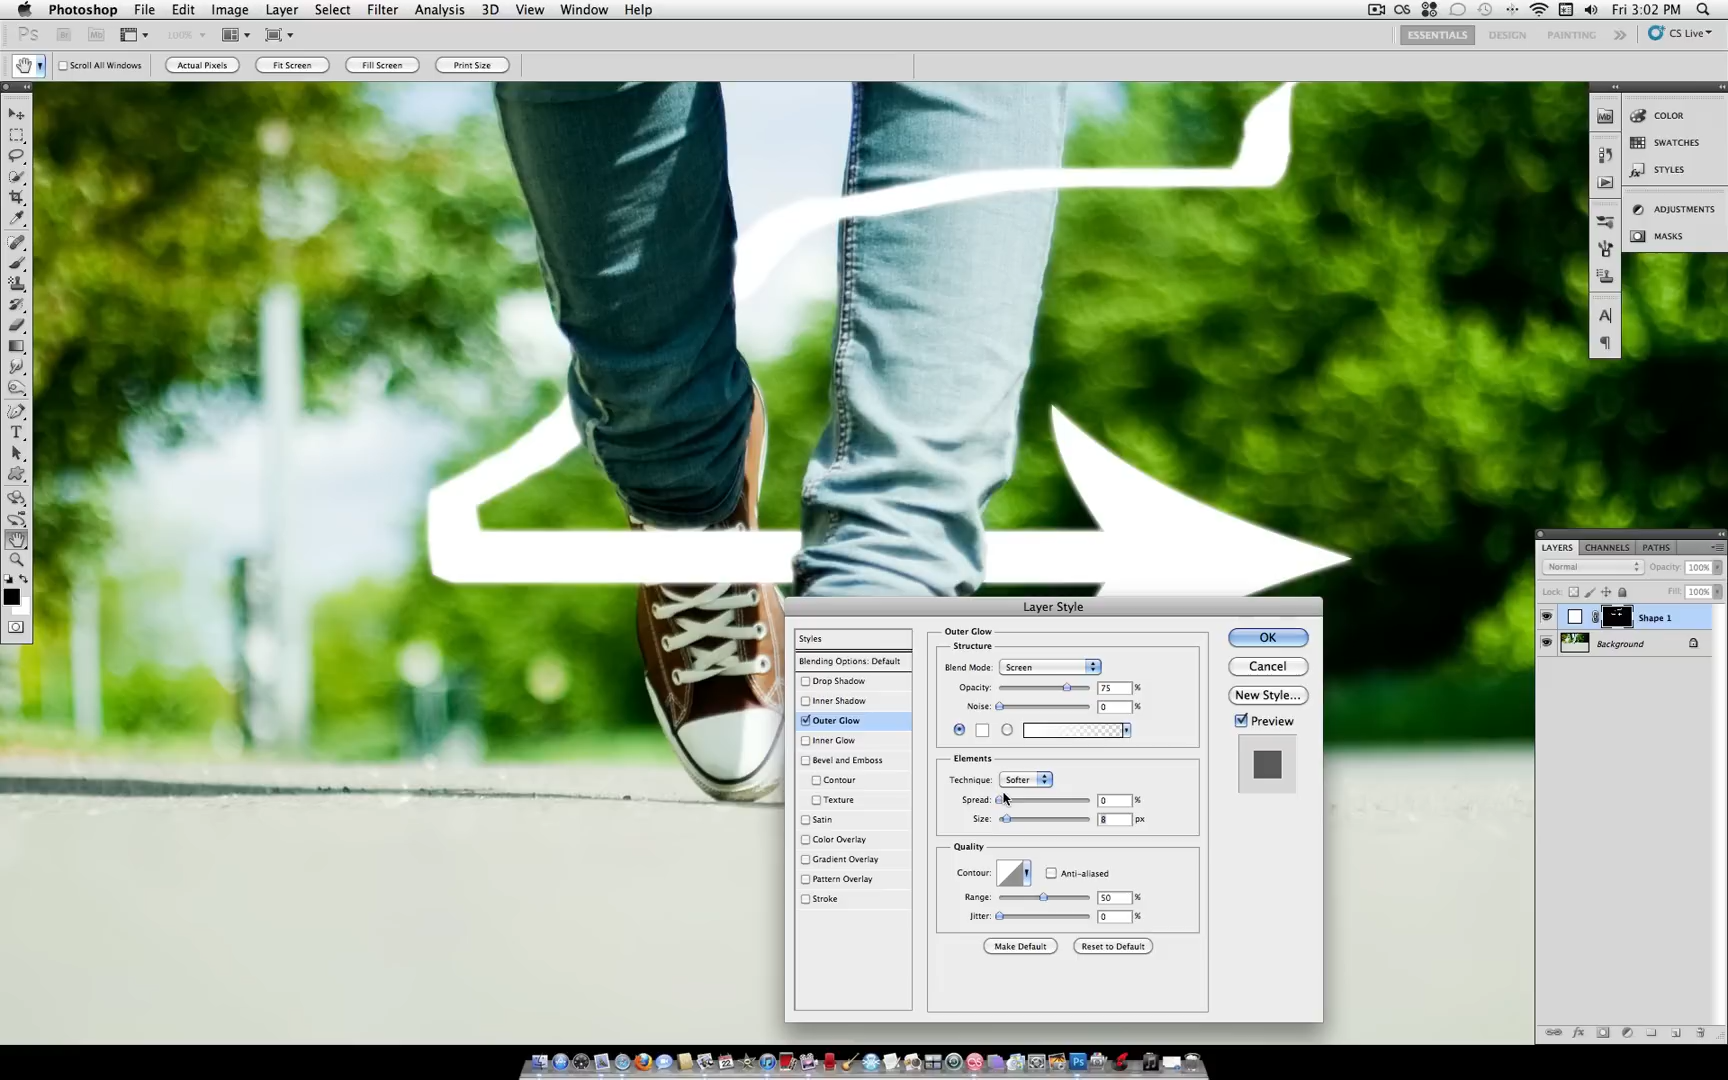 Photoshop File Edit Image Layer Select Filter Analysis 3D View Window Help Fri 3:02 PM
Ps Br Mb 100% ESSENTIALS DESIGN PAINTING CS Live
Scroll All Windows Actual Pixels Fit Screen Fill Screen Print Size
Mb COLOR
SWATCHES
STYLES
ADJUSTMENTS
MASKS
LAYERS CHANNELS PATHS
Normal Opacity: 100%
Lock: Fill: 100%
Shape 1
Background
Layer Style
Styles
Blending Options: Default
Drop Shadow
Inner Shadow
Outer Glow
Inner Glow
Bevel and Emboss
Contour
Texture
Satin
Color Overlay
Gradient Overlay
Pattern Overlay
Stroke
Outer Glow
Structure
Blend Mode: Screen
Opacity: 75 %
Noise: 0 %
Elements
Technique: Softer
Spread: 0 %
Size: 8 px
Quality
Contour: Anti-aliased
Range: 50 %
Jitter: 0 %
Make Default Reset to Default
OK
Cancel
New Style...
Preview